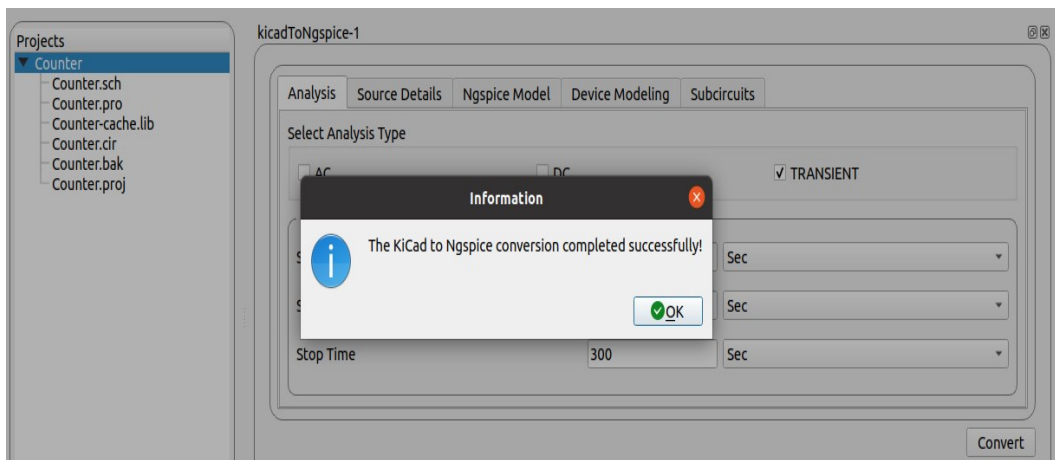 Projects
Counter
Counter.sch
Counter.pro
Counter-cache.lib
Counter.cir
Counter.bak
Counter.proj
kicadToNgspice-1
Analysis Source Details Ngspice Model Device Modeling Subcircuits
Select Analysis Type
AC DC TRANSIENT
Information
The KiCad to Ngspice conversion completed successfully!
OK
Sec
Sec
Stop Time 300 Sec
Convert